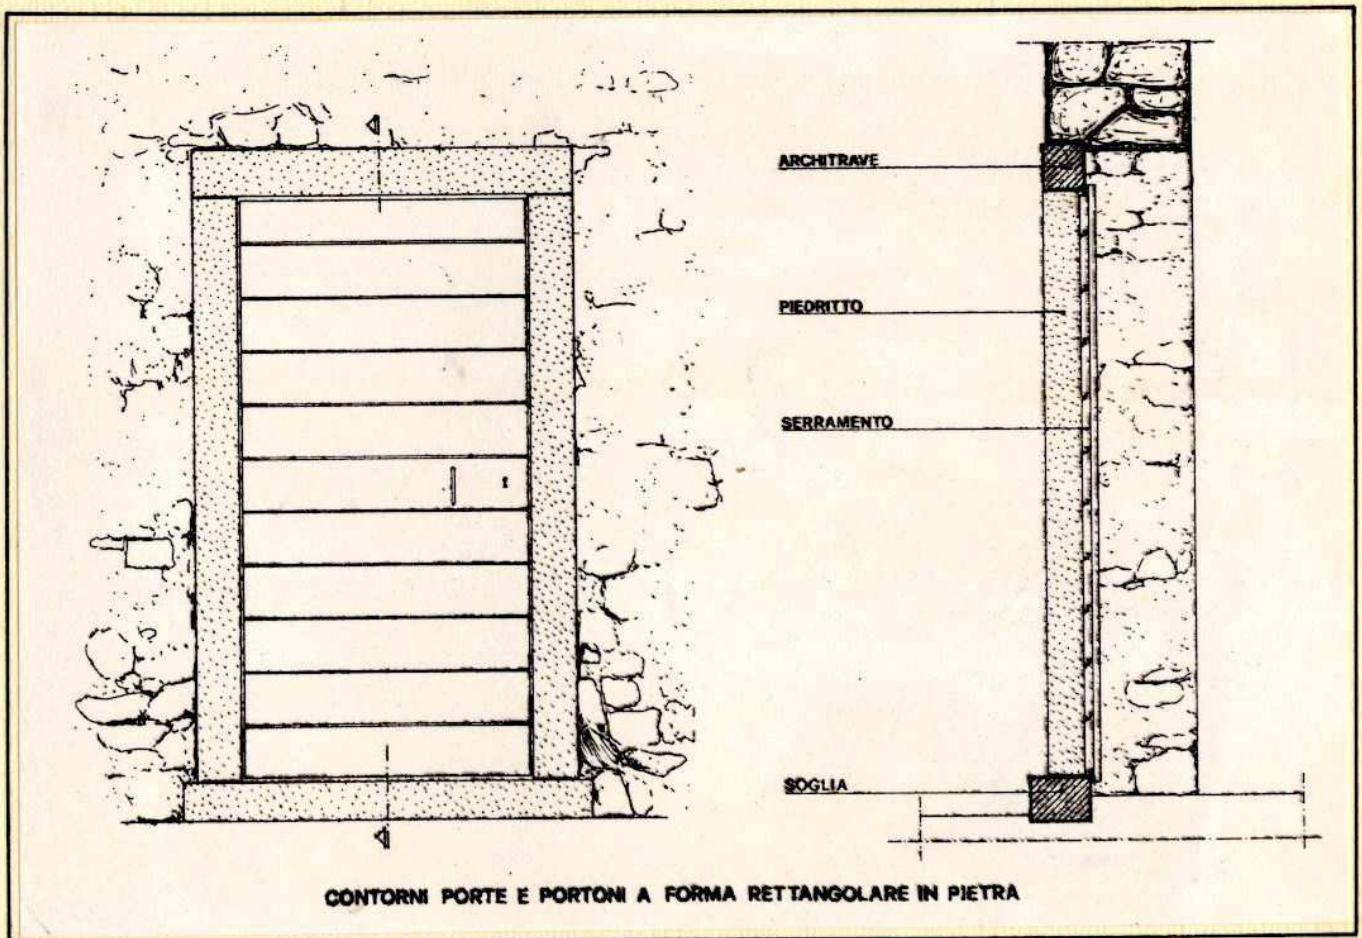 ARCHITRAVE
PIEDRITTO
SERRAMENTO
SOGLIA
CONTORNI PORTE E PORTONI A FORMA RETTANGOLARE IN PIETRA